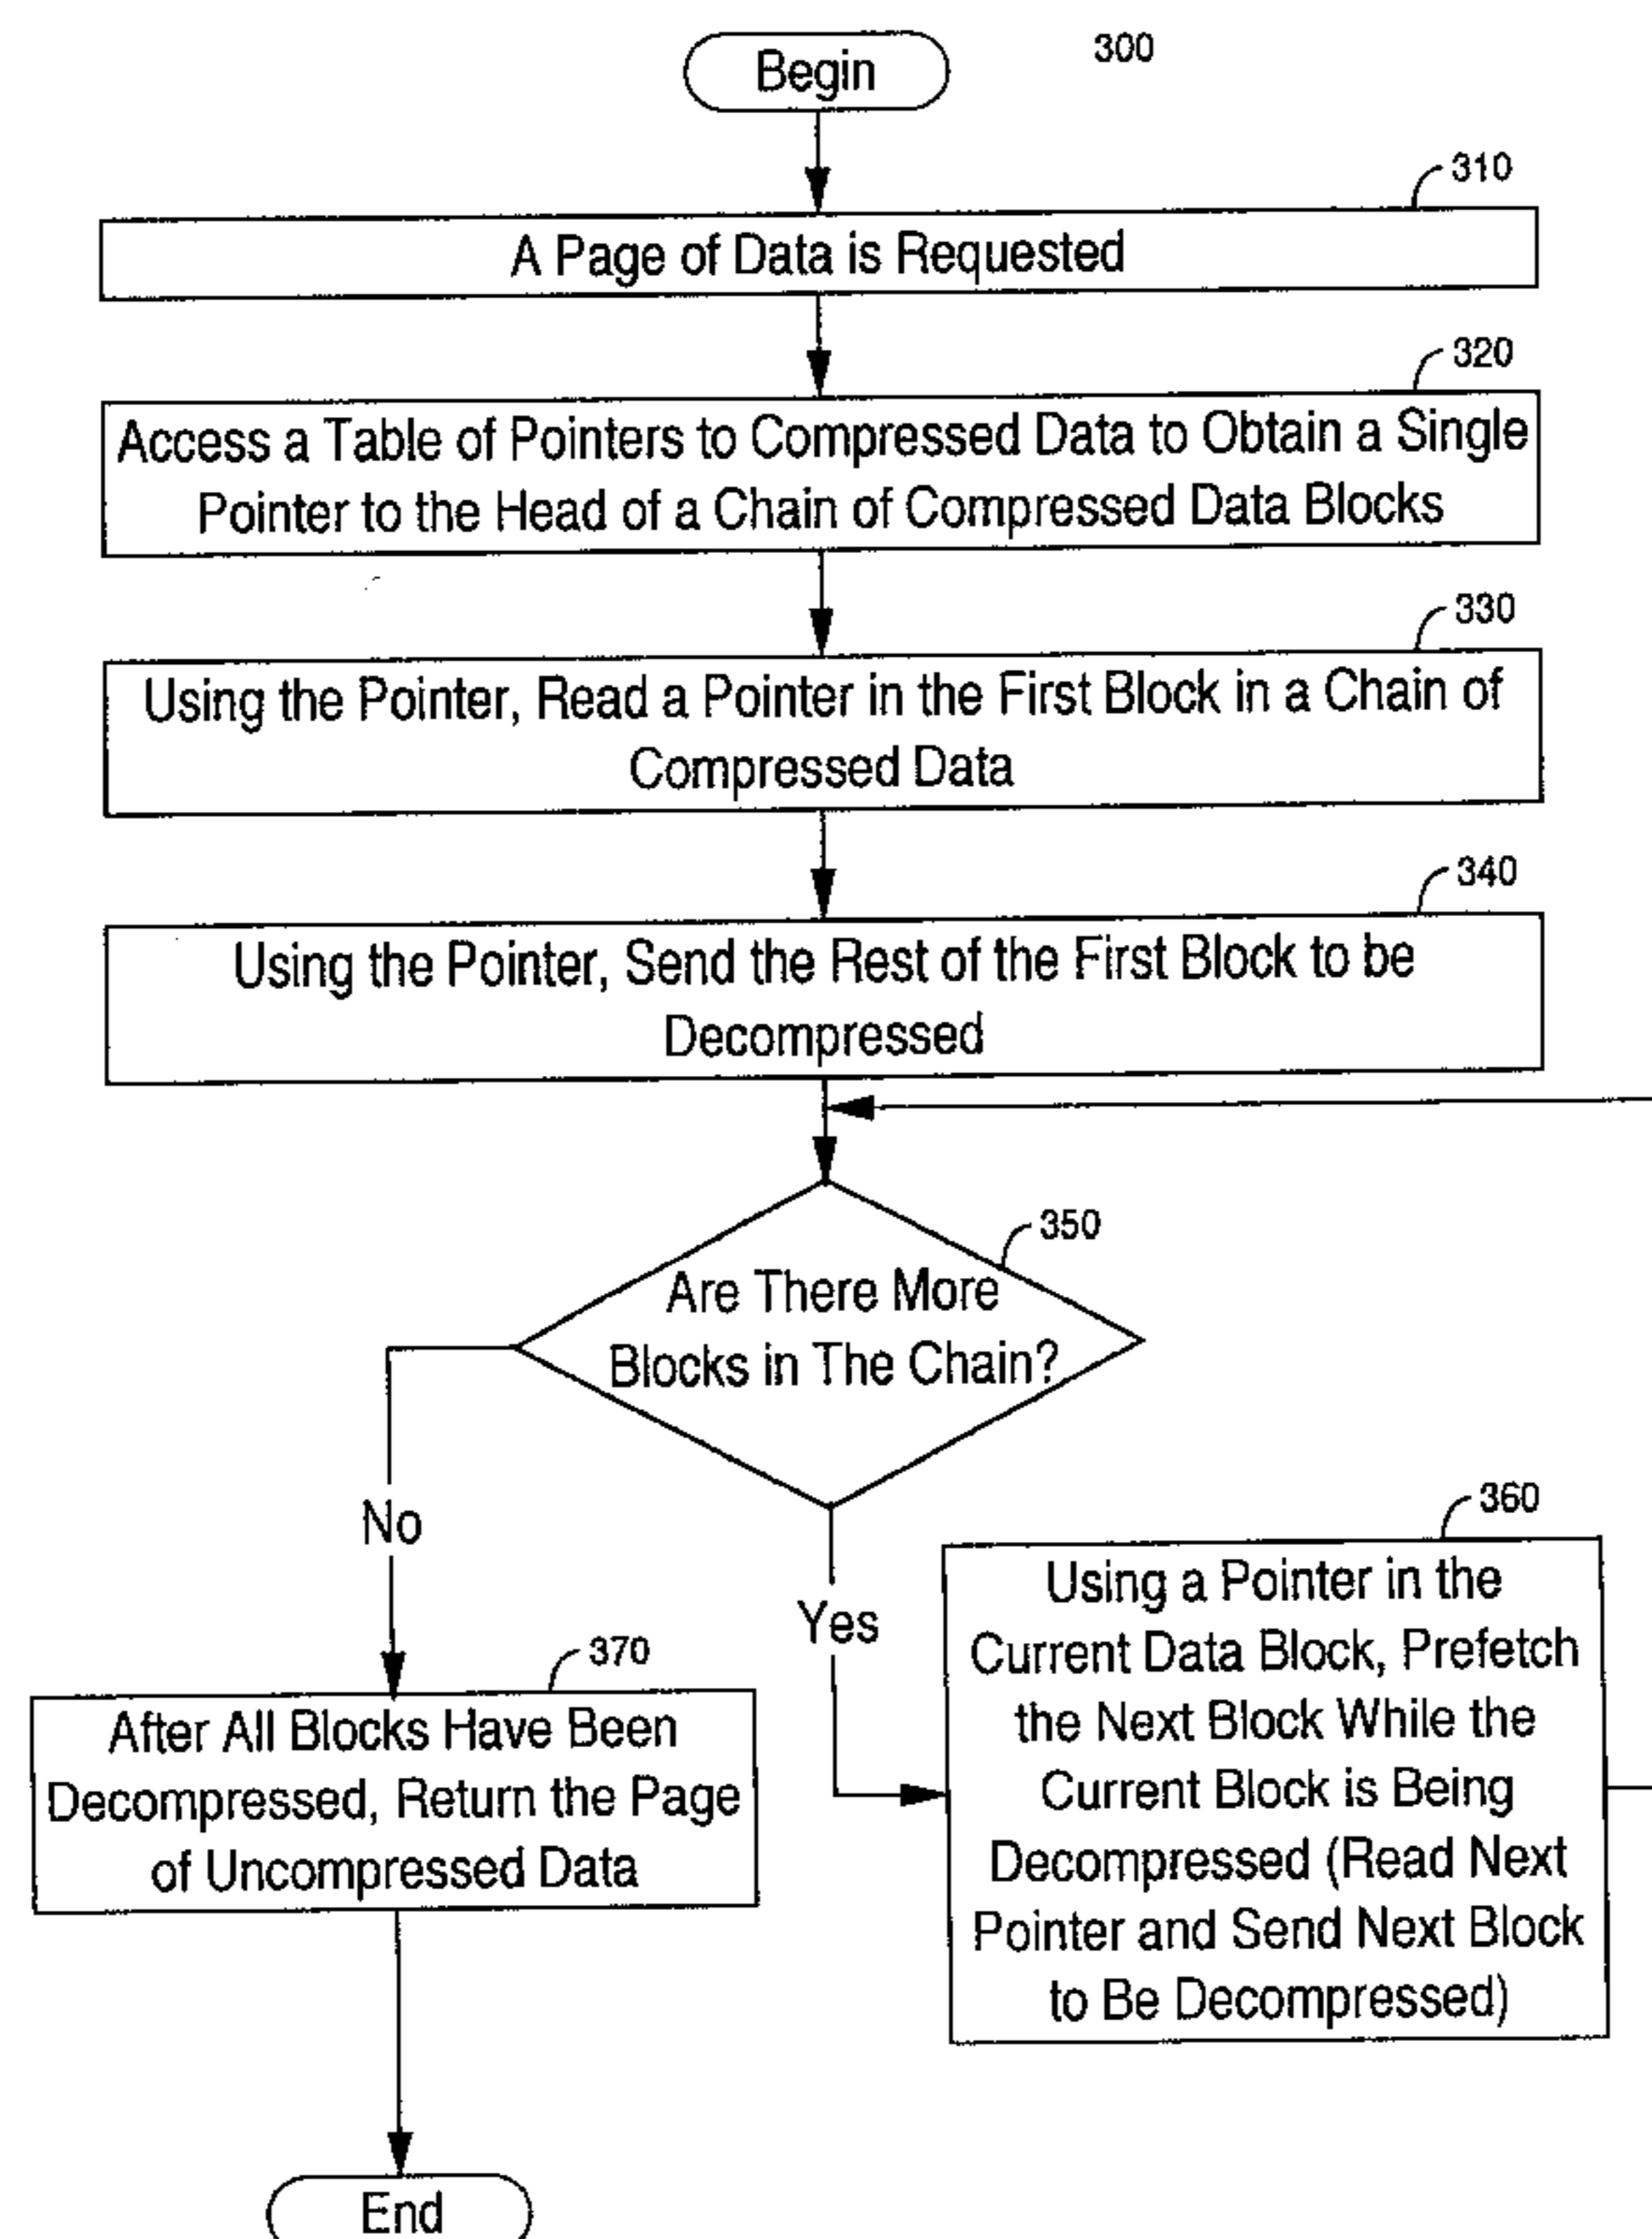 Begin
300
310
A Page of Data is Requested
320
Access a Table of Pointers to Compressed Data to Obtain a Single
Pointer to the Head of a Chain of Compressed Data Blocks
330
Using the Pointer, Read a Pointer in the First Block in a Chain of
Compressed Data
340
Using the Pointer, Send the Rest of the First Block to be
Decompressed
350
Are There More
Blocks in The Chain?
No
Yes
360
Using a Pointer in the
Current Data Block, Prefetch
the Next Block While the
Current Block is Being
Decompressed (Read Next
Pointer and Send Next Block
to Be Decompressed)
370
After All Blocks Have Been
Decompressed, Return the Page
of Uncompressed Data
End